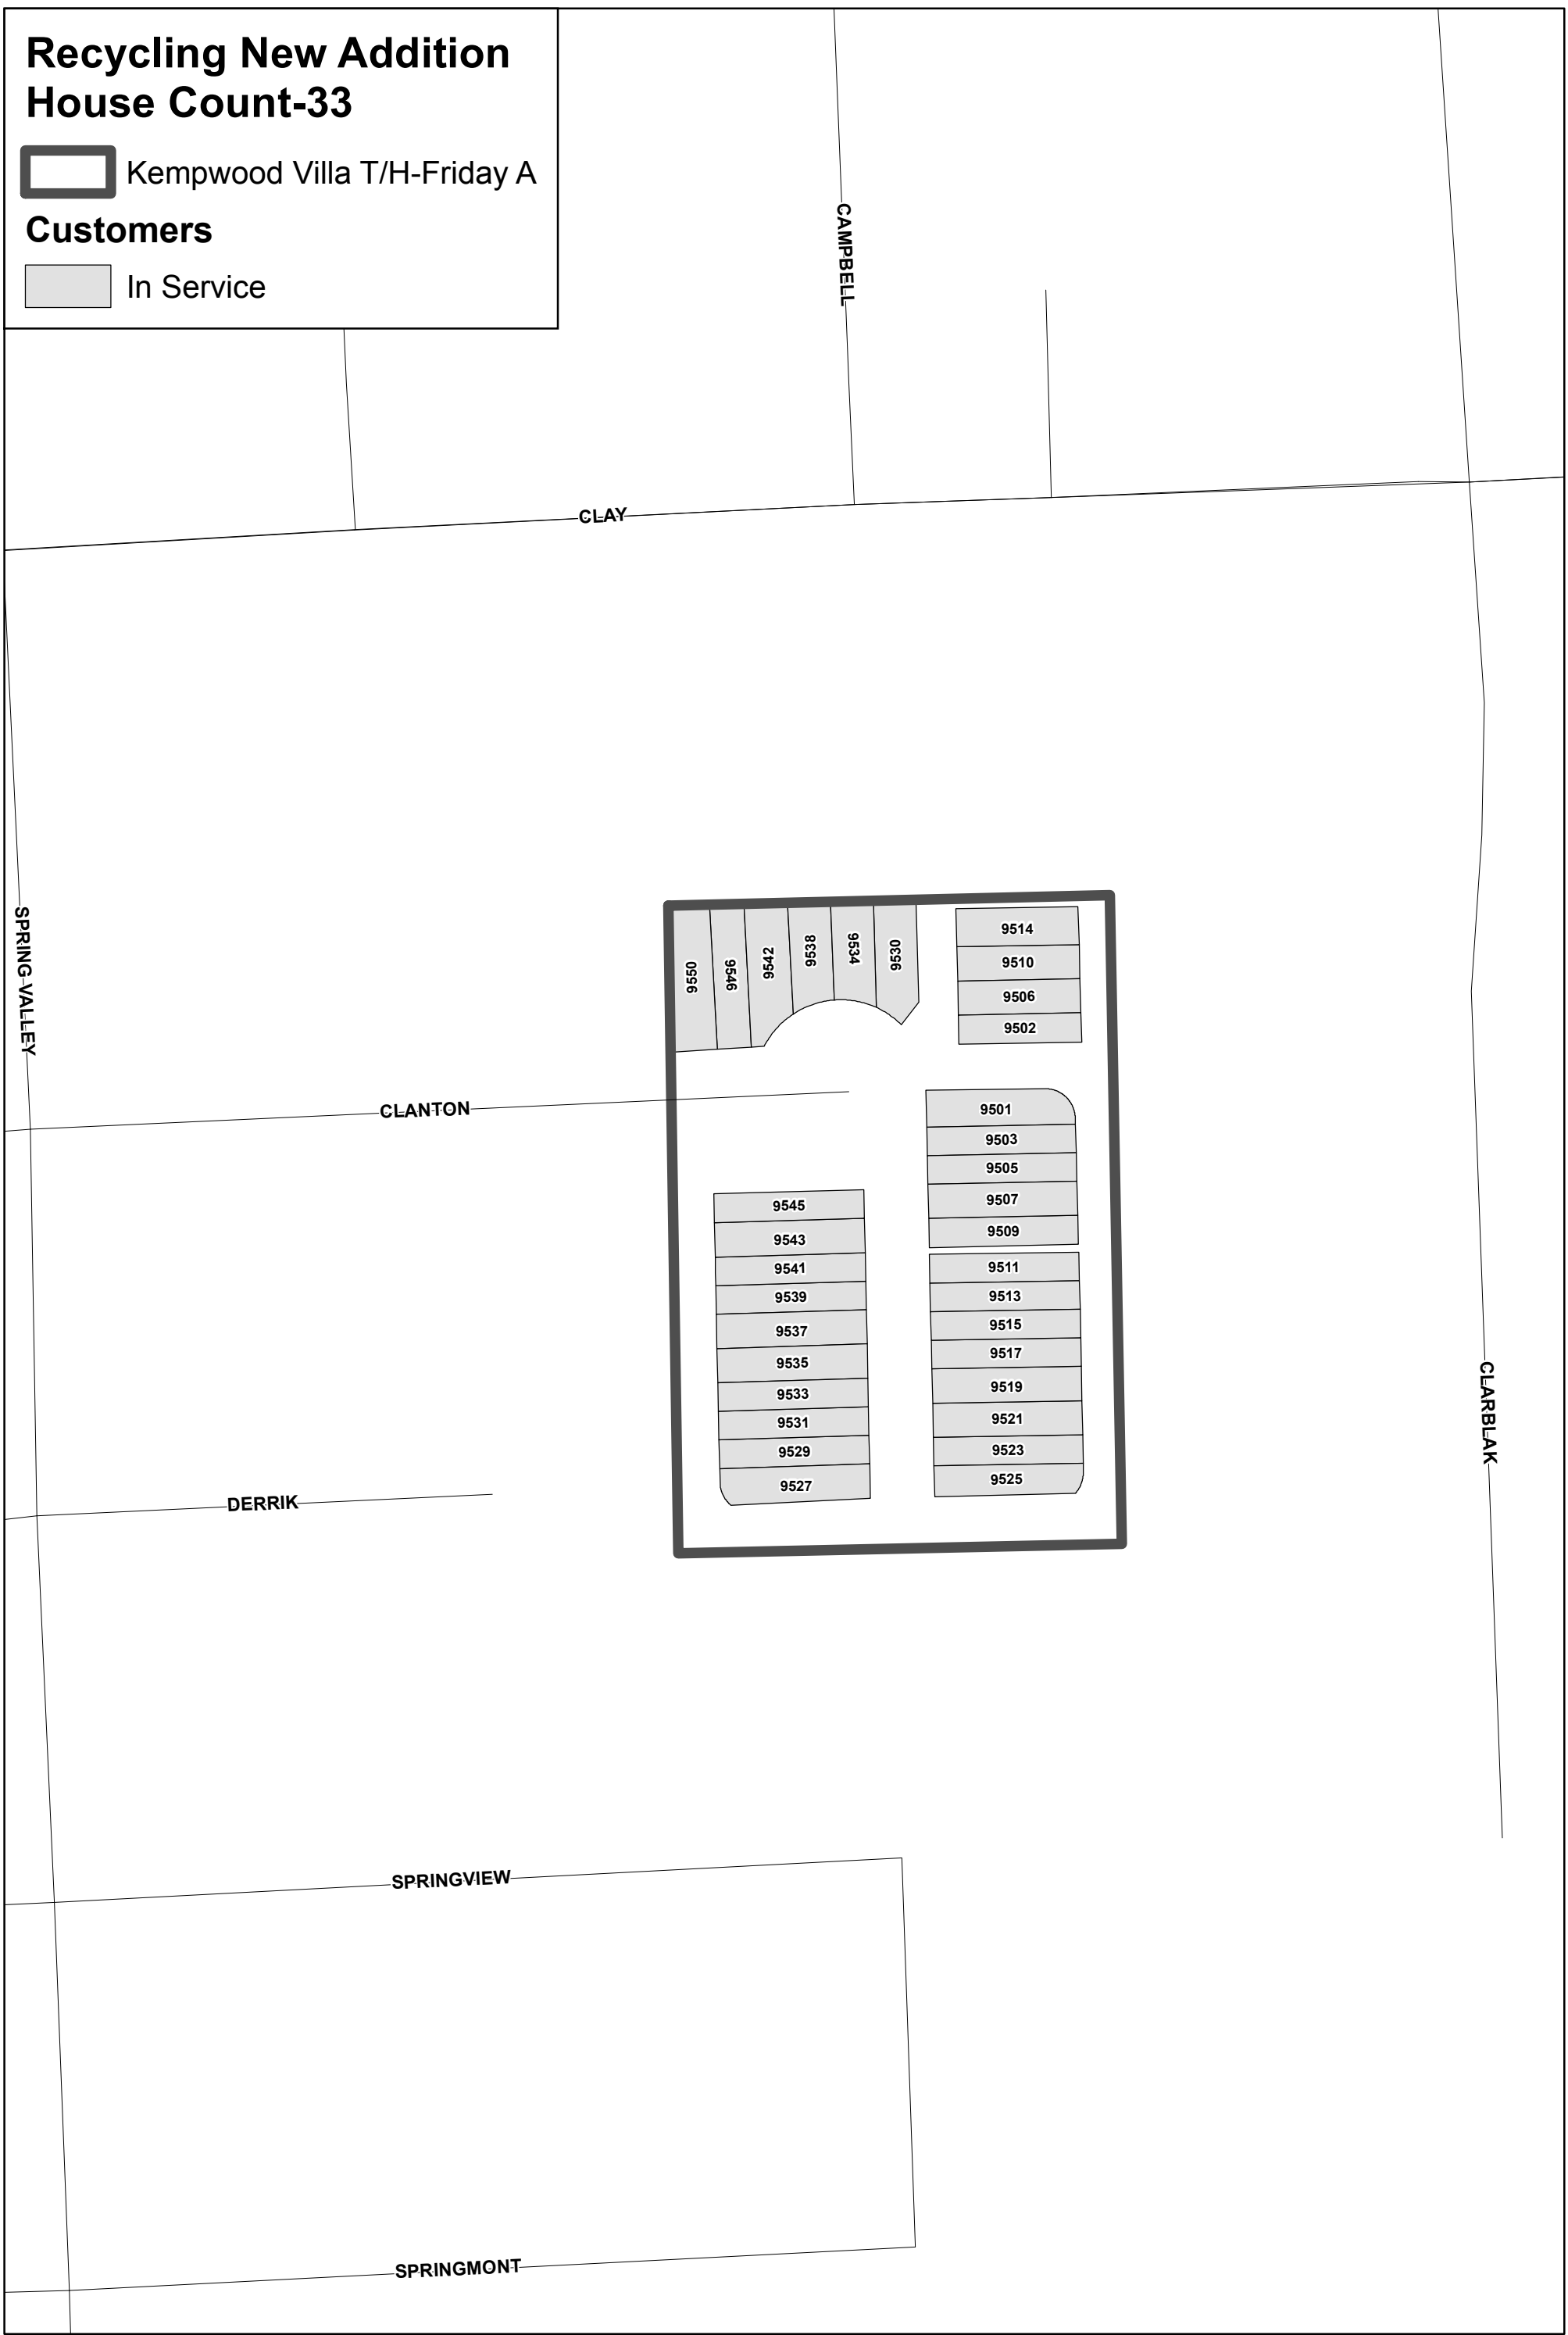 Recycling New Addition
House Count-33
Kempwood Villa T/H-Friday A
Customers
In Service
CAMPBELL
CLAY
SPRING VALLEY
9550
9456
9542
9538
9534
9530
9514
9510
9506
9502
CLANTON
9501
9503
9505
9507
9509
9545
9543
9541
9539
9537
9535
9533
9531
9529
9527
9511
9513
9515
9517
9519
9521
9523
9525
CLARBLAK
DERRIK
SPRINGVIEW
SPRINGMONT